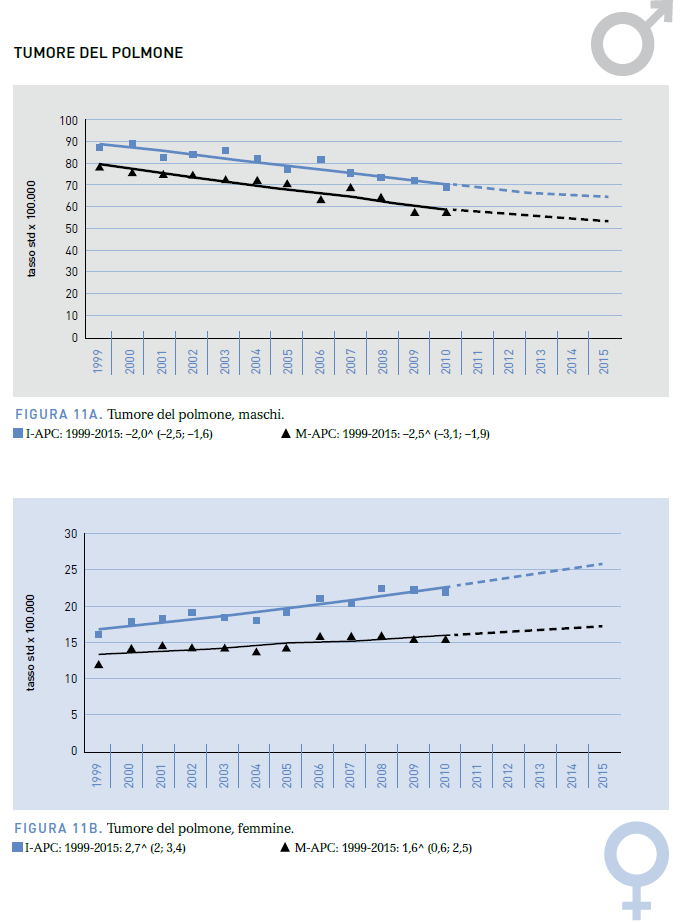 TUMORE DEL POLMONE
100
90
80
70
60
50
40
30
20
10
0
tasso std x 100.000
1999 2000 2001 2002 2003 2004 2005 2006 2007 2008 2009 2010 2011 2012 2013 2014 2015
FIGURA 11A. Tumore del polmone, maschi.
I-APC: 1999-2015: –2,0^ (–2,5; –1,6) M-APC: 1999-2015: –2,5^ (–3,1; –1,9)
30
25
20
15
10
5
0
tasso std x 100.000
1999 2000 2001 2002 2003 2004 2005 2006 2007 2008 2009 2010 2011 2012 2013 2014 2015
FIGURA 11B. Tumore del polmone, femmine.
I-APC: 1999-2015: 2,7^ (2; 3,4) M-APC: 1999-2015: 1,6^ (0,6; 2,5)